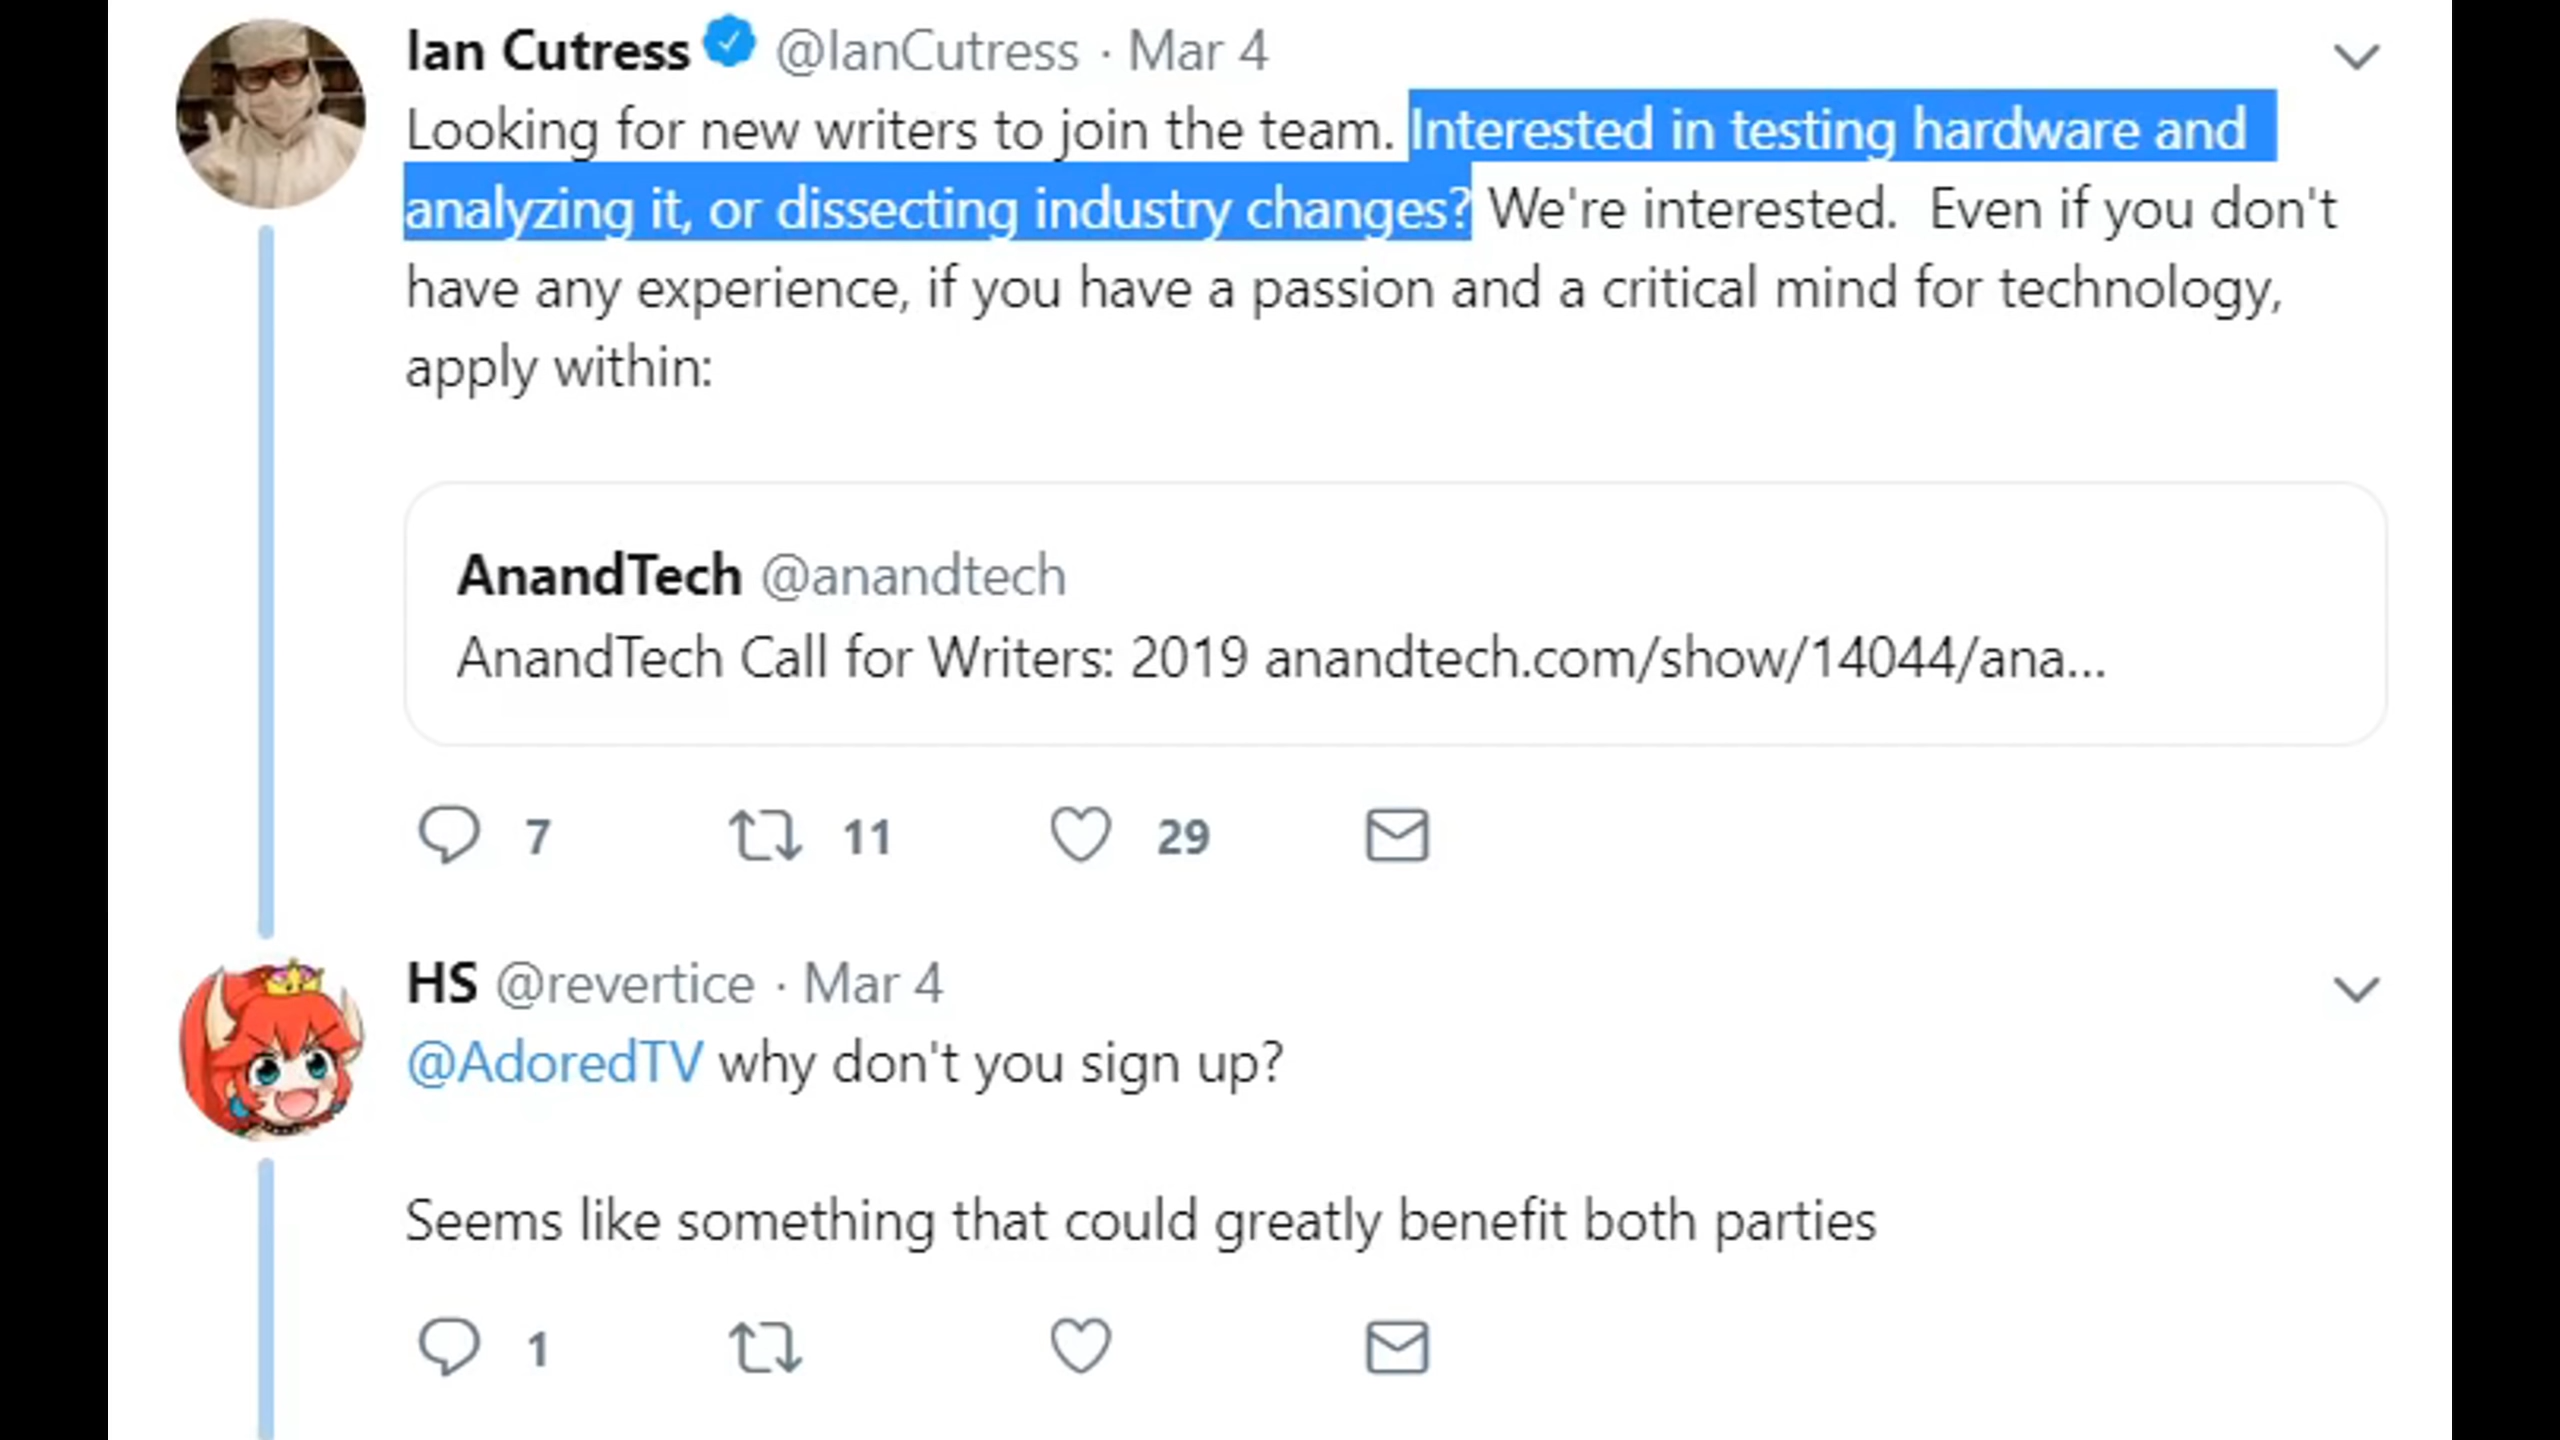 Ian Cutress @IanCutress · Mar 4
Looking for new writers to join the team. Interested in testing hardware and
analyzing it, or dissecting industry changes? We're interested.  Even if you don't
have any experience, if you have a passion and a critical mind for technology,
apply within:
AnandTech @anandtech
AnandTech Call for Writers: 2019 anandtech.com/show/14044/ana...
7 11 29
HS @revertice · Mar 4
@AdoredTV why don't you sign up?
Seems like something that could greatly benefit both parties
1